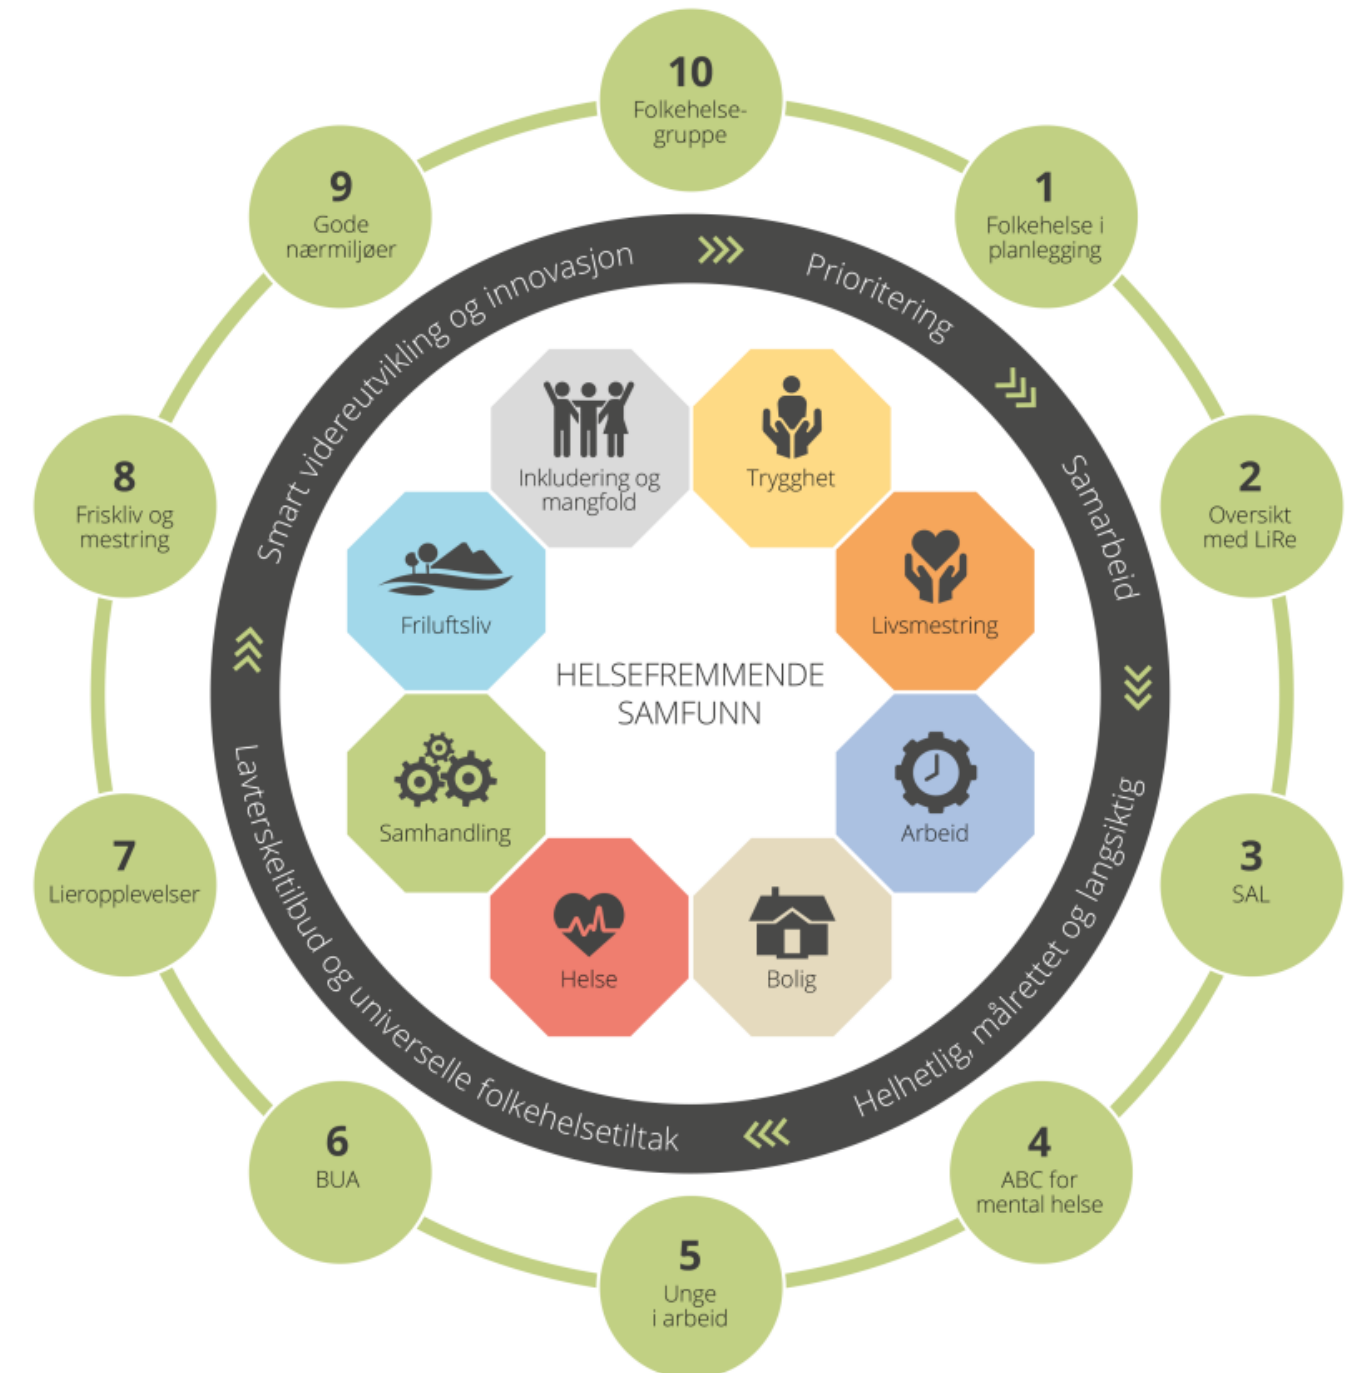 10
Folkehelse-
gruppe
1
Folkehelse i
planlegging
2
Oversikt
med LiRe
3
SAL
4
ABC for
mental helse
5
Unge
i arbeid
6
BUA
7
Lieropplevelser
8
Friskliv og
mestring
9
Gode
nærmiljøer
Prioritering
Samarbeid
Helhetlig, målrettet og langsiktig
Lavterskeltilbud og universelle folkehelsetiltak
Smart videreutvikling og innovasjon
Inkludering og
mangfold
Trygghet
Livsmestring
Arbeid
Bolig
Helse
Samhandling
Friluftsliv
HELSEFREMMENDE
SAMFUNN